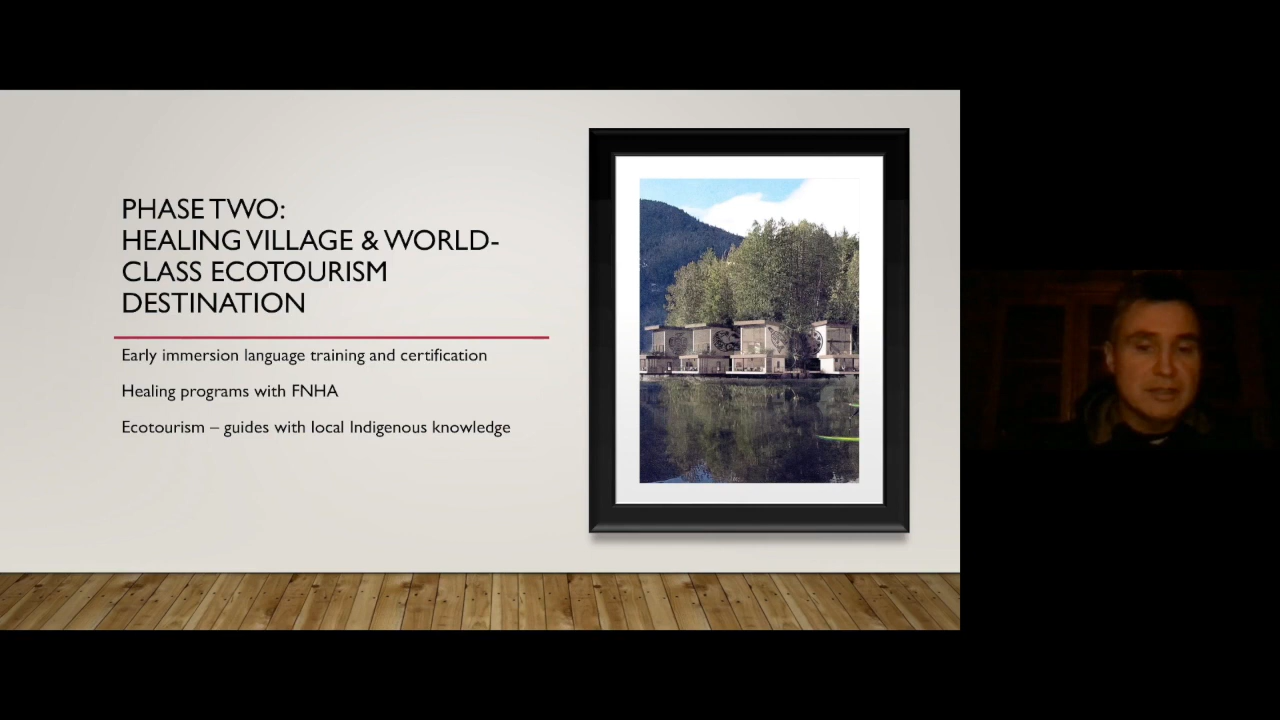 PHASE TWO:
HEALING VILLAGE & WORLD-
CLASS ECOTOURISM
DESTINATION
Early immersion language training and certification
Healing programs with FNHA
Ecotourism – guides with local Indigenous knowledge